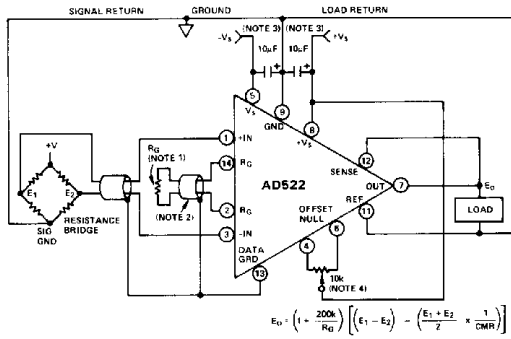 SIGNAL RETURN
GROUND
LOAD RETURN
(NOTE 3) (NOTE 3)
-Vs
+Vs
10μF
10μF
5
Vs
9
GND
8
+Vs
+V
E1
E2
SIG
GND
RESISTANCE
BRIDGE
RG
(NOTE 1)
(NOTE 2)
1
+IN
14
RG
2
RG
3
-IN
DATA
GRD
13
AD522
SENSE
12
OUT
7
REF
11
OFFSET
NULL
4
6
10k
(NOTE 4)
Eo
LOAD
Eo = (1 + 200k/RG) [(E1 − E2) − (E1 + E2/2 × 1/CMR)]